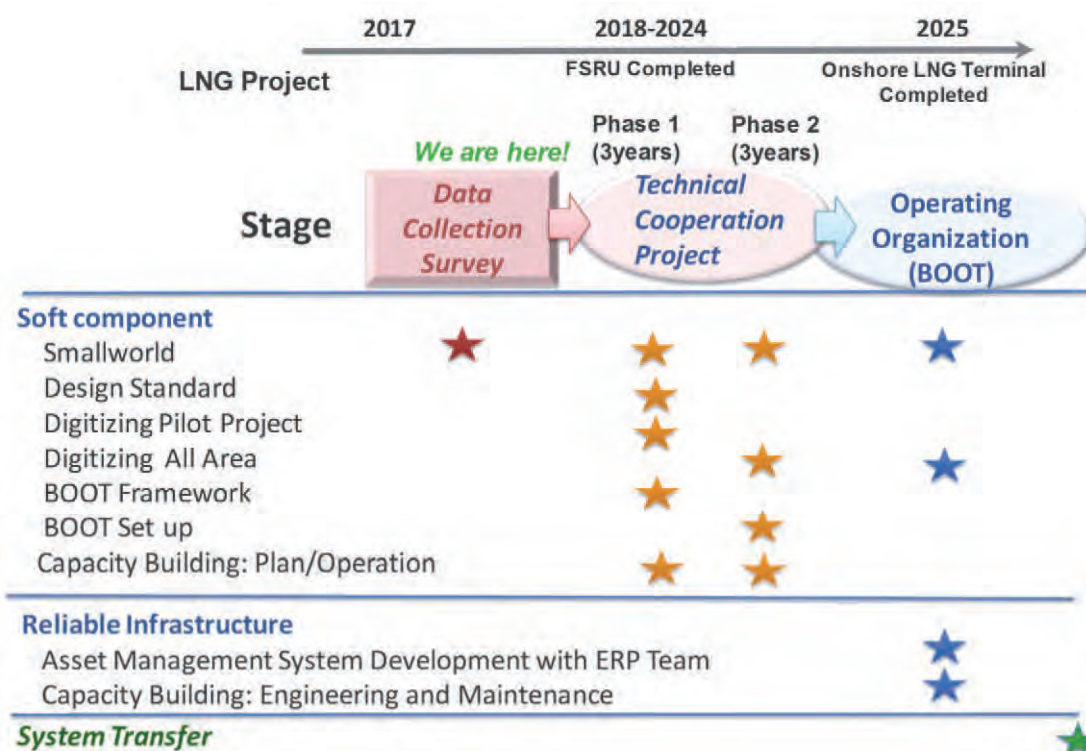 2017 2018-2024 2025
FSRU Completed Onshore LNG Terminal
LNG Project Completed
Phase 1 Phase 2
We are here! (3years) (3years)
Data
Collection
Survey
Technical
Cooperation
Project
Operating
Organization
(BOOT)
Stage
Soft component
Smallworld
Design Standard
Digitizing Pilot Project
Digitizing All Area
BOOT Framework
BOOT Set up
Capacity Building: Plan/Operation
Reliable Infrastructure
Asset Management System Development with ERP Team
Capacity Building: Engineering and Maintenance
System Transfer